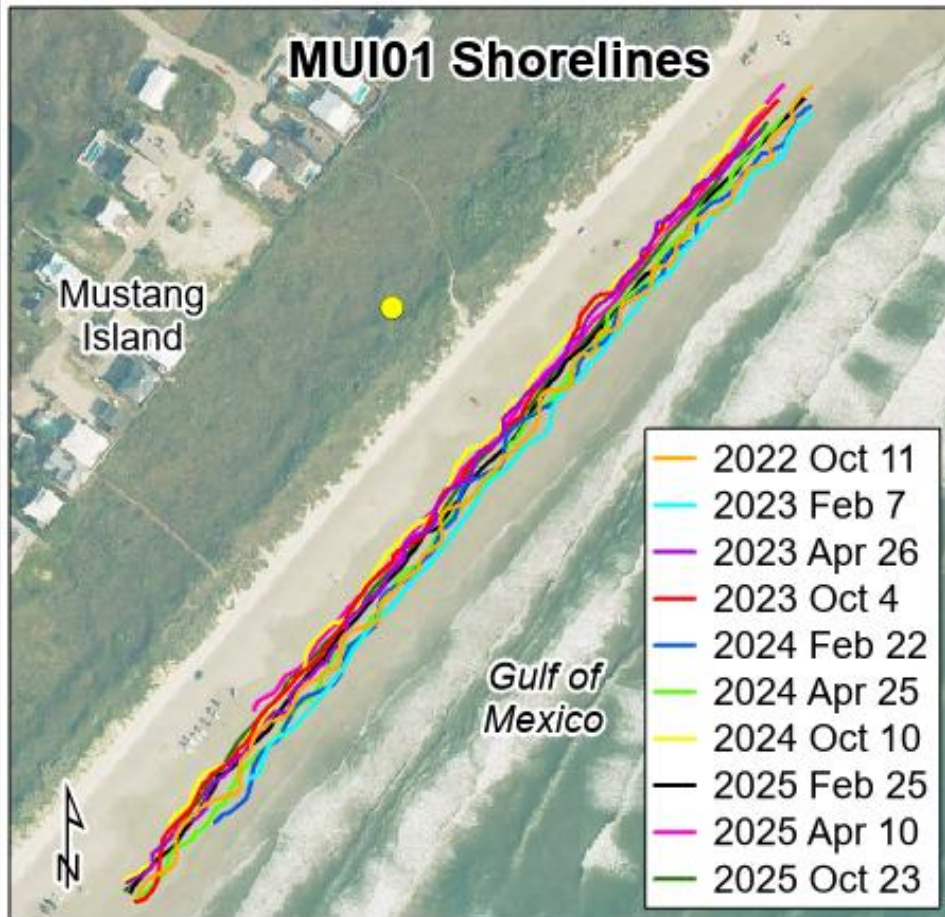 MUI01 Shorelines
Mustang
Island
Gulf of
Mexico
N
2022 Oct 11
2023 Feb 7
2023 Apr 26
2023 Oct 4
2024 Feb 22
2024 Apr 25
2024 Oct 10
2025 Feb 25
2025 Apr 10
2025 Oct 23